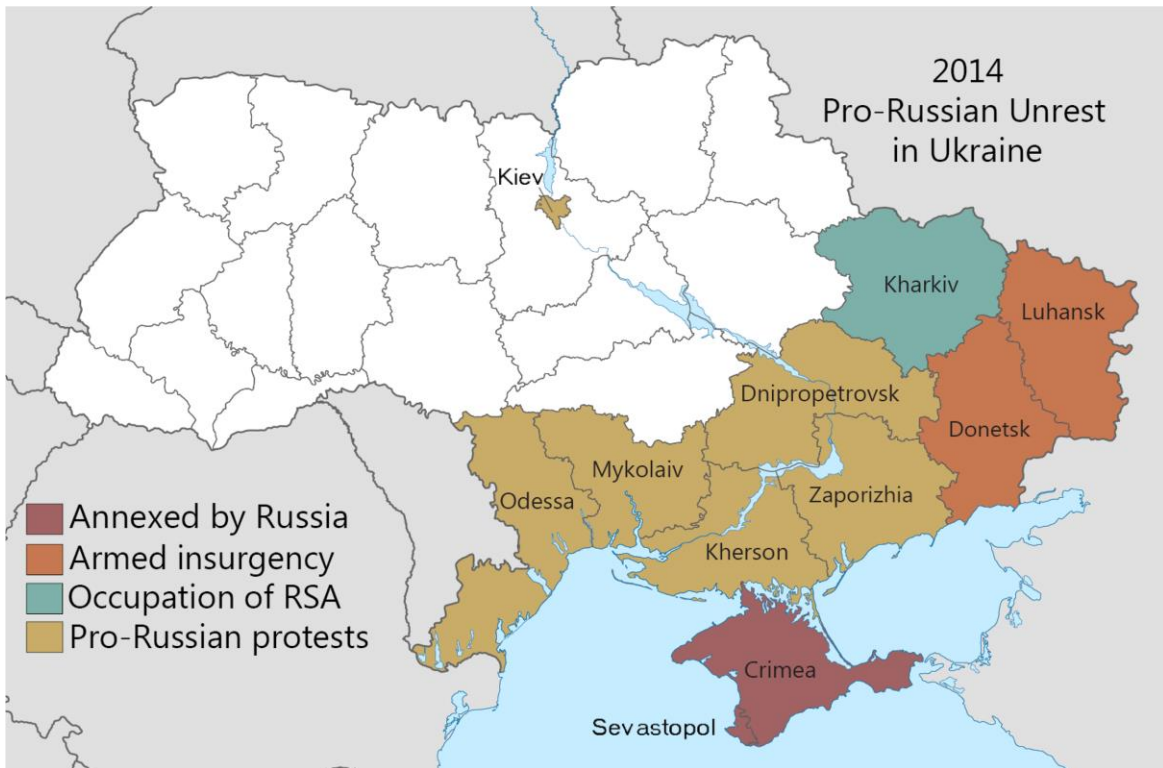 2014
Pro-Russian Unrest
in Ukraine
Kiev
Kharkiv
Luhansk
Dnipropetrovsk
Donetsk
Mykolaiv
Odessa
Zaporizhia
Kherson
Crimea
Sevastopol
Annexed by Russia
Armed insurgency
Occupation of RSA
Pro-Russian protests